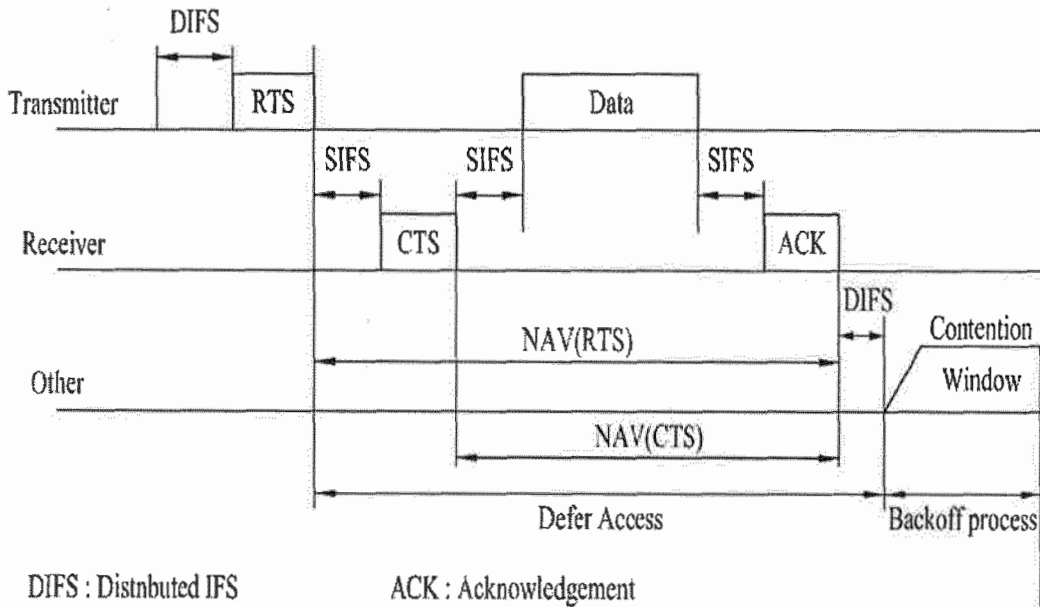 DIFS
Transmitter
RTS
Data
SIFS
SIFS
SIFS
Receiver
CTS
ACK
DIFS
NAV(RTS)
Contention
Window
Other
NAV(CTS)
Defer Access
Backoff process
DIFS : Distnbuted IFS
ACK : Acknowledgement